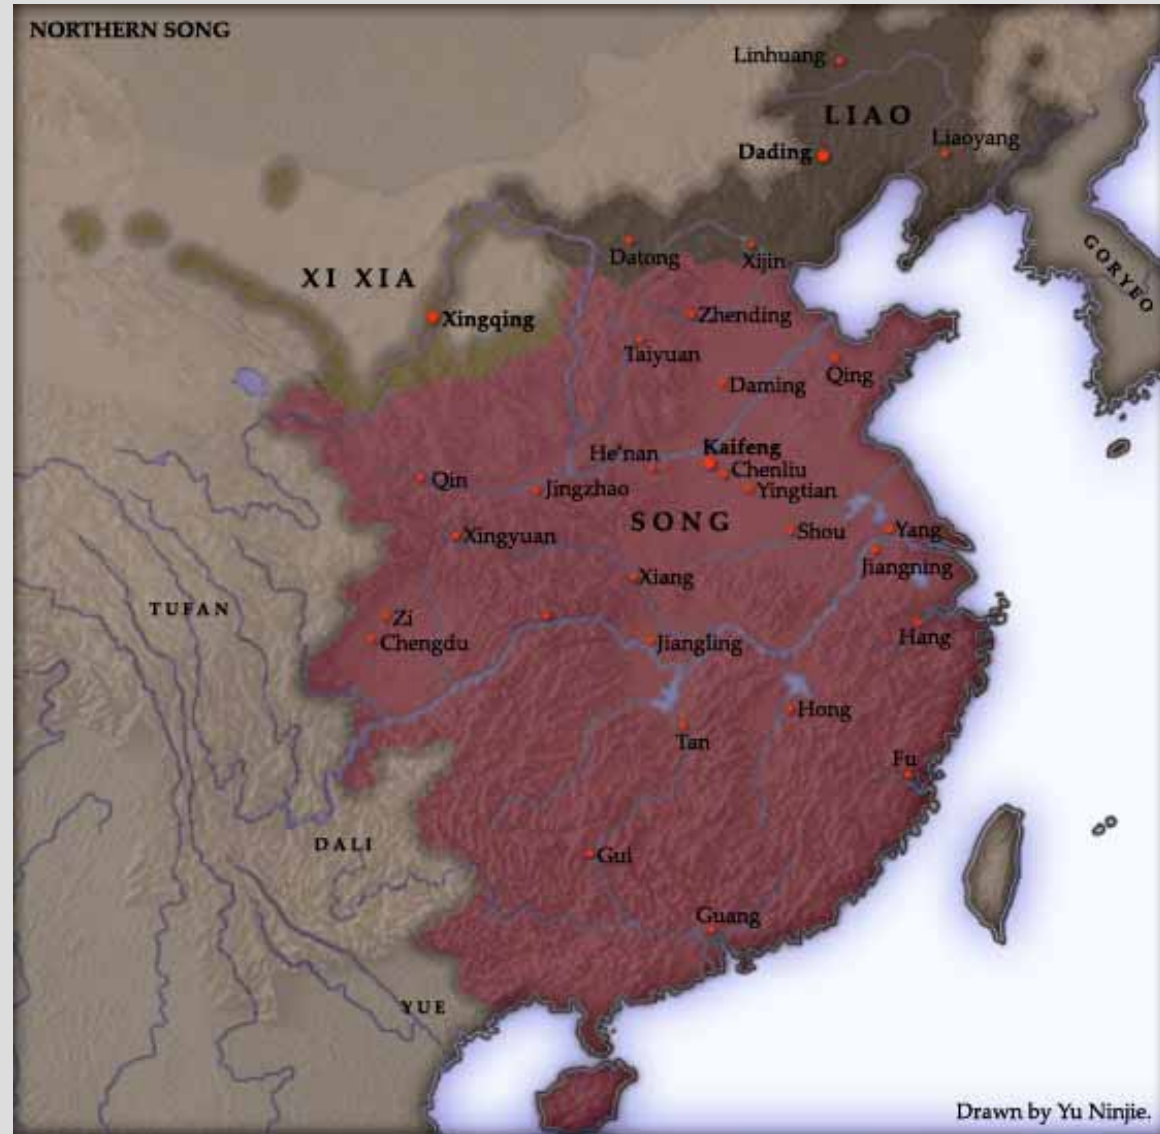 NORTHERN SONG
Linhuang
LIAO
Liaoyang
Dading
GORYEO
Datong
Xijin
XI XIA
Xingqing
Zhending
Taiyuan
Qing
Daming
Kaifeng
He'nan
Chenliu
Qin
Jingzhao
Yingtian
SONG
Shou
Yang
Xingyuan
Jiangning
Xiang
TUFAN
Zi
Chengdu
Jiangling
Hang
Hong
Tan
Fu
DALI
Gui
Guang
YUE
Drawn by Yu Ninjie.